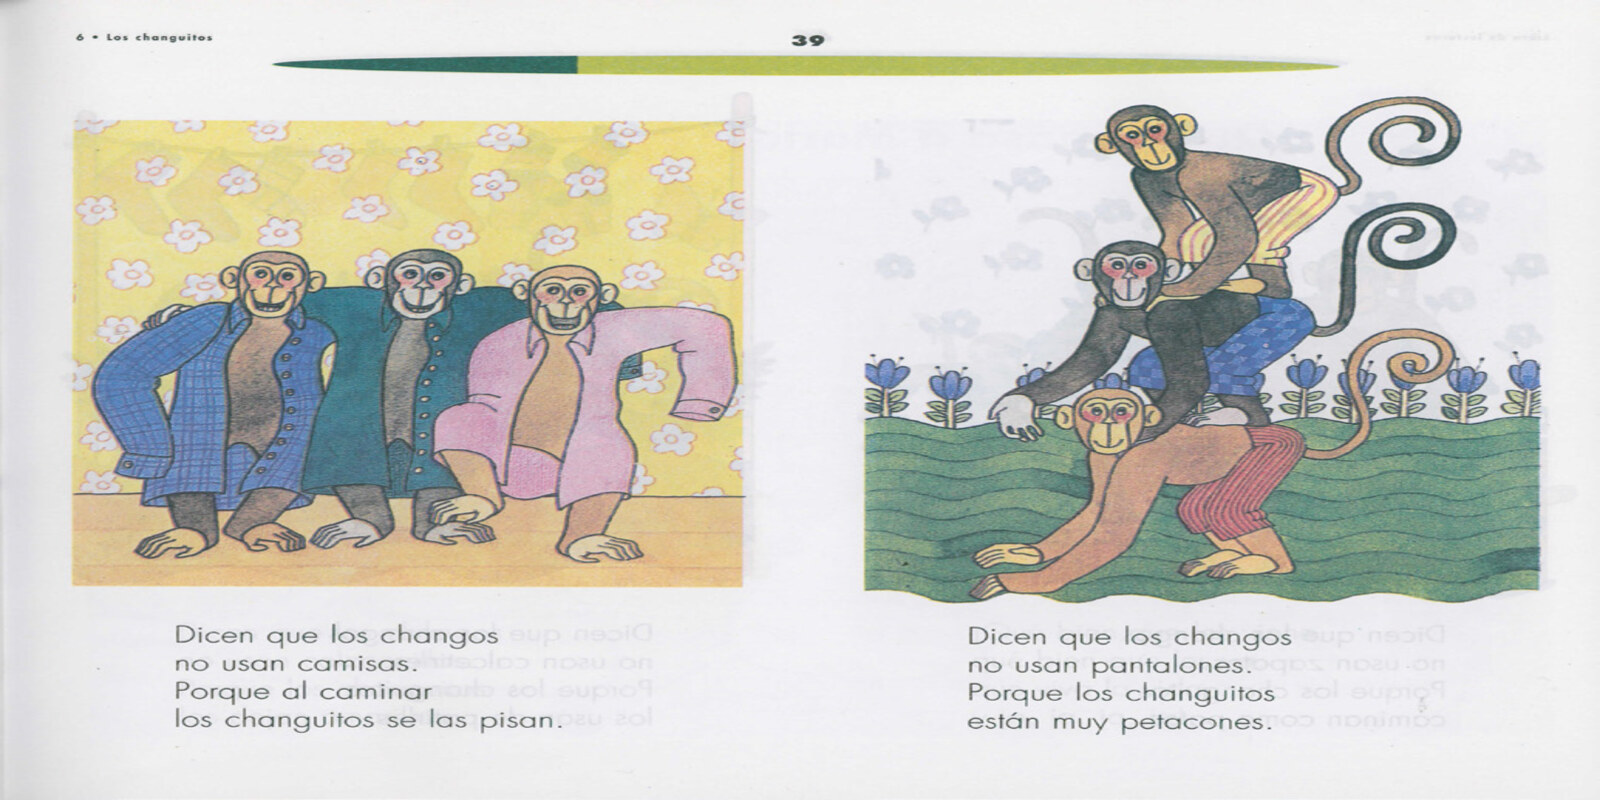 6 • Los changuitos
39
Dicen que los changos
no usan camisas.
Porque al caminar
los changuitos se las pisan.
Dicen que los changos
no usan pantalones.
Porque los changuitos
están muy petacones.